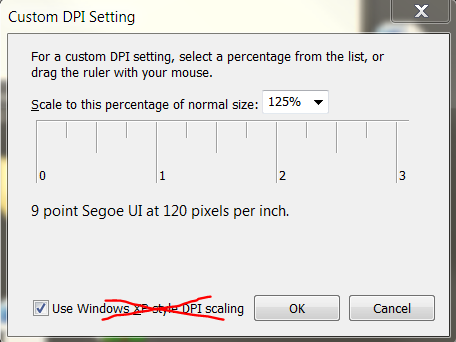 Custom DPI Setting
For a custom DPI setting, select a percentage from the list, or
drag the ruler with your mouse.
Scale to this percentage of normal size: 125%
0 1 2 3
9 point Segoe UI at 120 pixels per inch.
Use Windows XP style DPI scaling OK Cancel